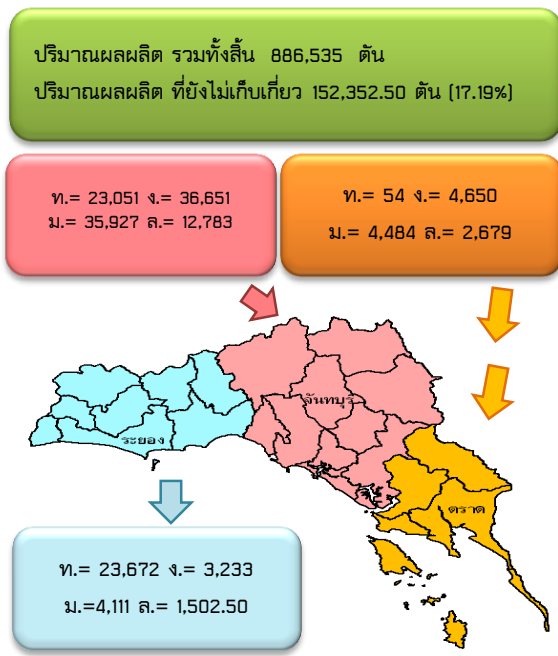 ปริมาณผลผลิต รวมทั้งสิ้น 886,535 ตัน
ปริมาณผลผลิต ที่ยังไม่เก็บเกี่ยว 152,352.50 ตัน (17.19%)
ท.= 23,051 ง.= 36,651
ม.= 35,927 ล.= 12,783
ท.= 54 ง.= 4,650
ม.= 4,484 ล.= 2,679
จันทบุรี
ระยอง
ตราด
ท.= 23,672 ง.= 3,233
ม.=4,111 ล.= 1,502.50